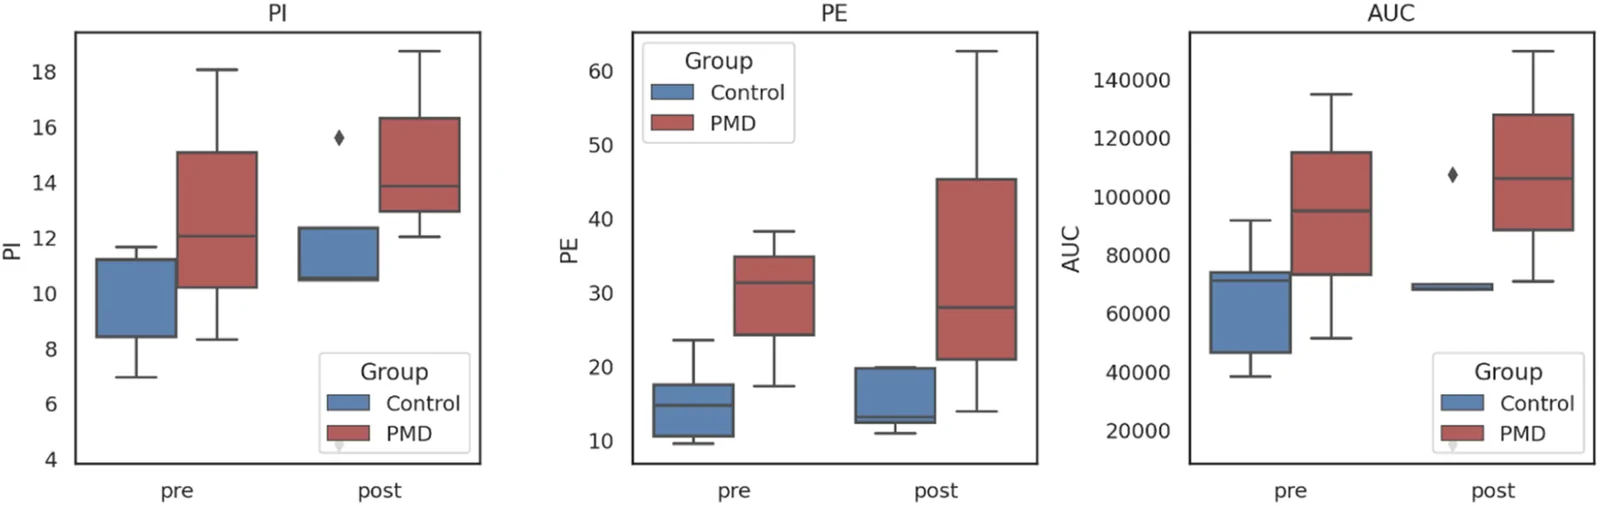 PI
PI
18
16
14
12
10
8
6
4
pre
post
Group
Control
PMD
PE
PE
60
50
40
30
20
10
pre
post
Group
Control
PMD
AUC
AUC
140000
120000
100000
80000
60000
40000
20000
pre
post
Group
Control
PMD